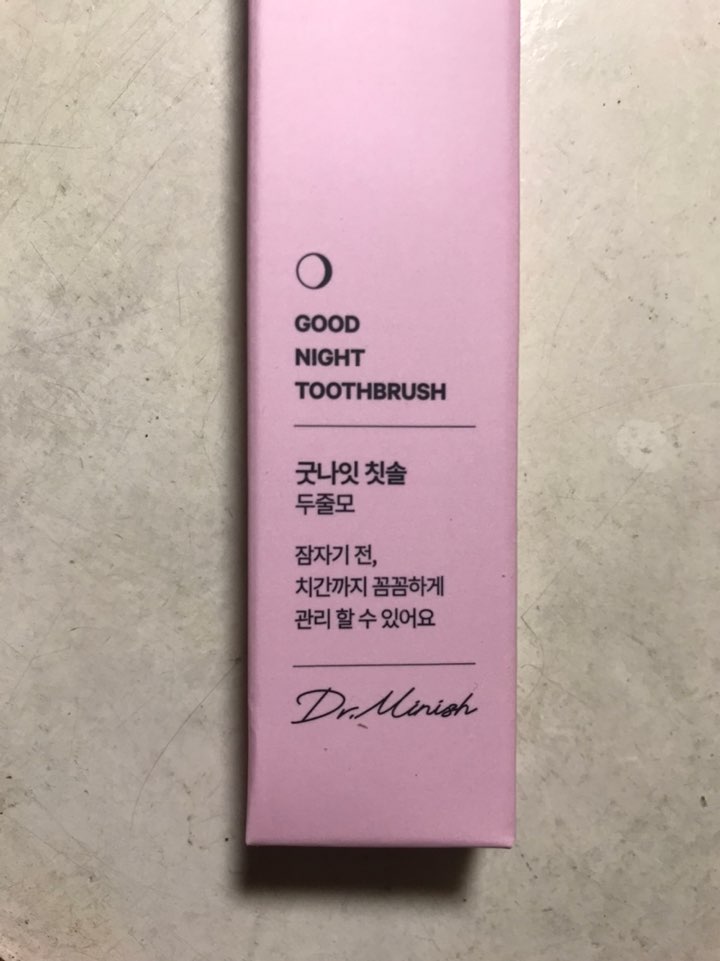 GOOD
NIGHT
TOOTHBRUSH
굿나잇 칫솔
두줄모
잠자기 전,
치간까지 꼼꼼하게
관리 할 수 있어요
Dr. Minish